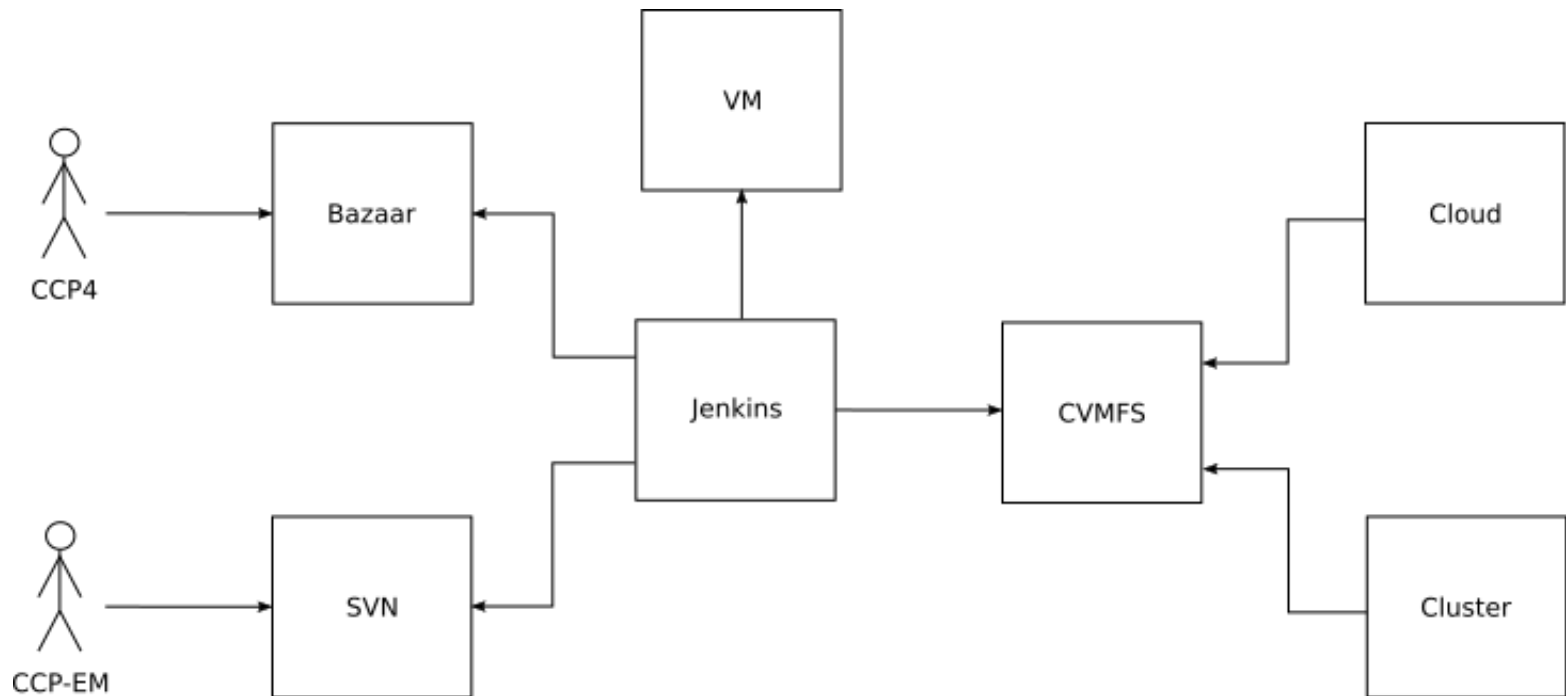 VM
Bazaar
Cloud
CCP4
Jenkins
CVMFS
SVN
Cluster
CCP-EM